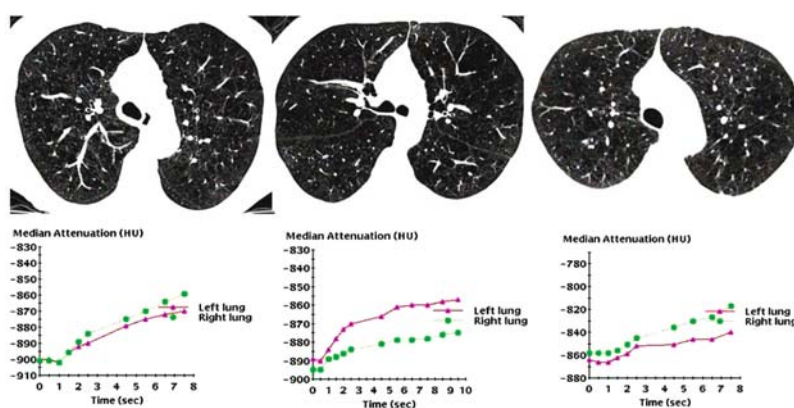 Median Attenuation (HU)
-830
-840
-850
-860
-870
-880
-890
-900
-910
Left lung
Right lung
0 1 2 3 4 5 6 7 8
Time (sec)
Median Attenuation (HU)
-830
-840
-850
-860
-870
-880
-890
-900
Left lung
Right lung
0 1 2 3 4 5 6 7 8 9 10
Time (sec)
Median Attenuation (HU)
-780
-800
-820
-840
-860
-880
Left lung
Right lung
0 1 2 3 4 5 6 7 8
Time (sec)